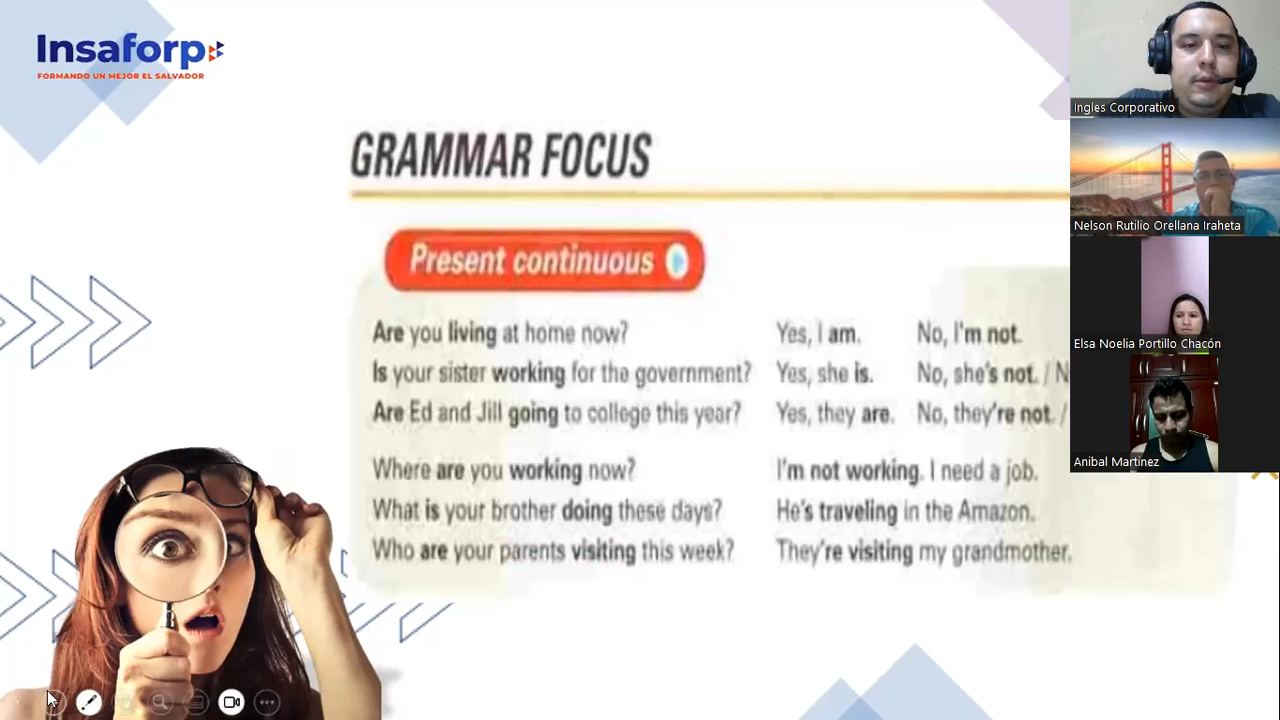 Insaforp
FORMANDO UN MEJOR EL SALVADOR
GRAMMAR FOCUS
Present continuous
Are you living at home now? Yes, I am. No, I'm not.
Is your sister working for the government? Yes, she is. No, she's not. / N
Are Ed and Jill going to college this year? Yes, they are. No, they're not. /
Where are you working now? I'm not working. I need a job.
What is your brother doing these days? He's traveling in the Amazon.
Who are your parents visiting this week? They're visiting my grandmother.
Ingles Corporativo
Nelson Rutilio Orellana Iraheta
Elsa Noelia Portillo Chacón
Anibal Martinez